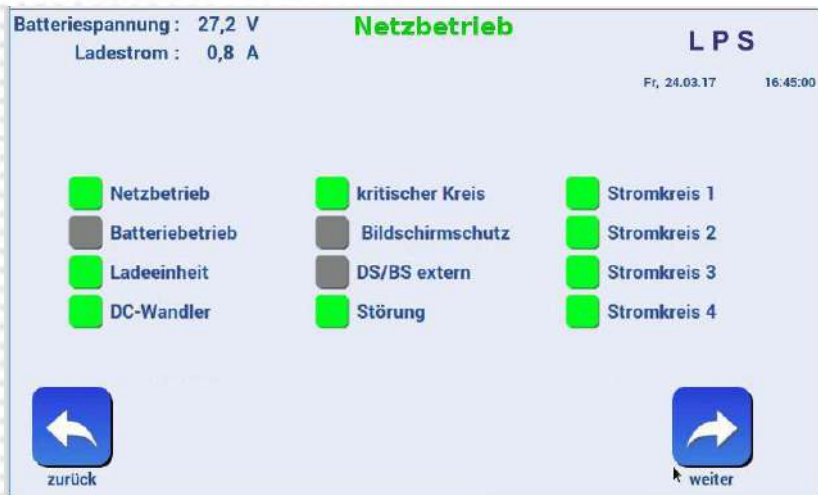 Batteriespannung : 27,2 V
Ladestrom : 0,8 A
Netzbetrieb
LPS
Fr, 24.03.17 16:45:00
Netzbetrieb
Batteriebetrieb
Ladeeinheit
DC-Wandler
kritischer Kreis
Bildschirmschutz
DS/BS extern
Störung
Stromkreis 1
Stromkreis 2
Stromkreis 3
Stromkreis 4
zurück
weiter